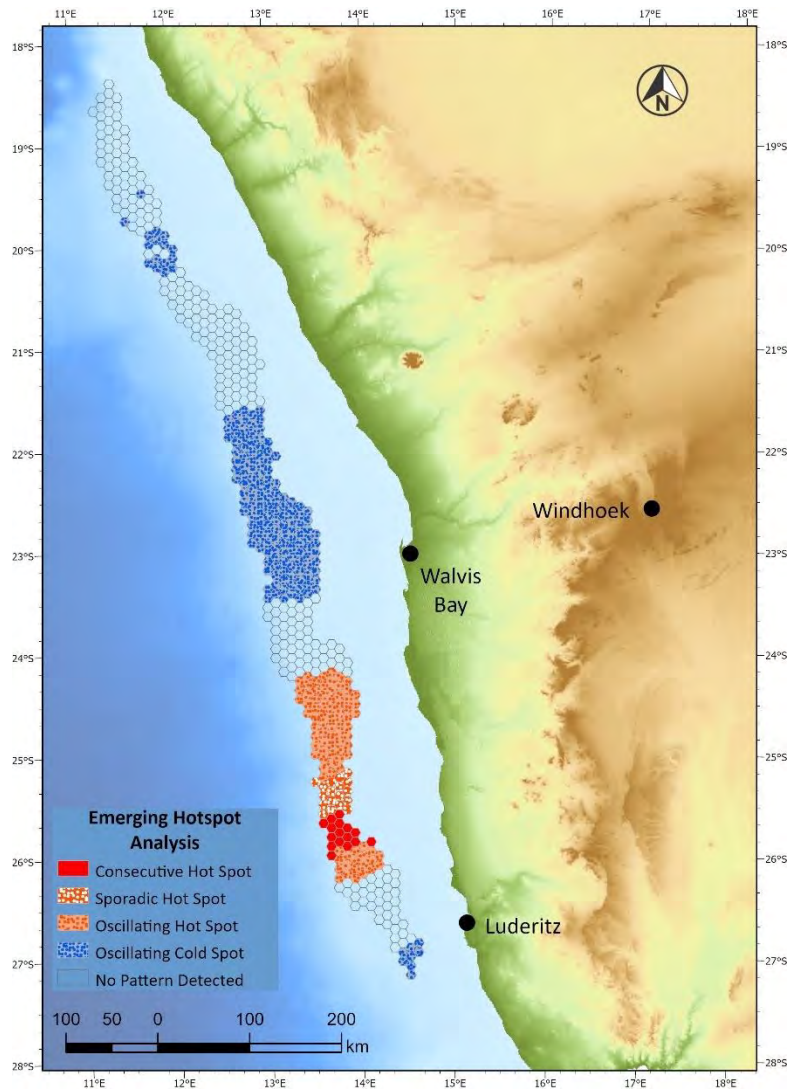 11°E 12°E 13°E 14°E 15°E 16°E 17°E 18°E
18°S 18°S
N
19°S 19°S
20°S 20°S
21°S 21°S
22°S 22°S
Windhoek
23°S 23°S
Walvis
Bay
24°S 24°S
25°S 25°S
Emerging Hotspot
Analysis
Consecutive Hot Spot
26°S 26°S
Sporadic Hot Spot
Oscillating Hot Spot
Luderitz
Oscillating Cold Spot
27°S 27°S
No Pattern Detected
100 50 0 100 200
km
28°S 28°S
11°E 12°E 13°E 14°E 15°E 16°E 17°E 18°E